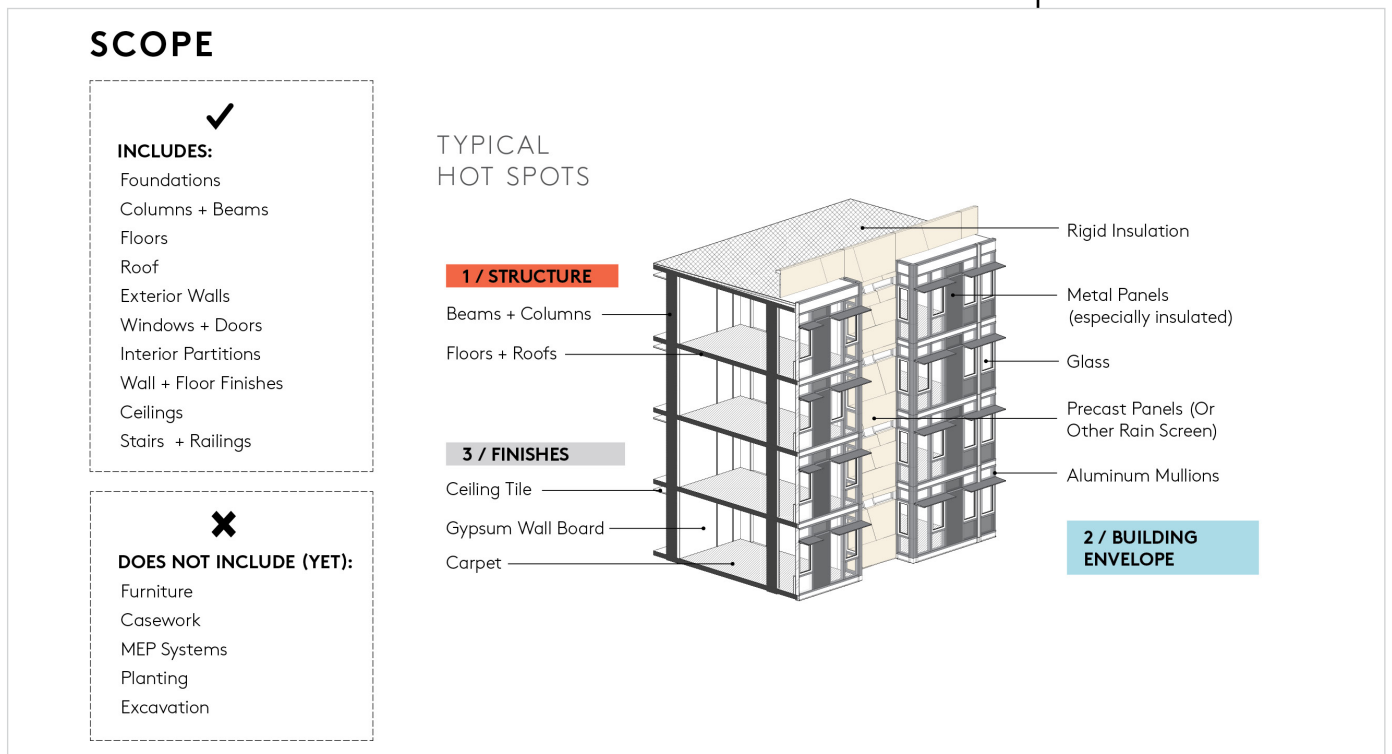 SCOPE
INCLUDES:
Foundations
Columns + Beams
Floors
Roof
Exterior Walls
Windows + Doors
Interior Partitions
Wall + Floor Finishes
Ceilings
Stairs + Railings
DOES NOT INCLUDE (YET):
Furniture
Casework
MEP Systems
Planting
Excavation
TYPICAL
HOT SPOTS
1 / STRUCTURE
Beams + Columns
Floors + Roofs
3 / FINISHES
Ceiling Tile
Gypsum Wall Board
Carpet
Rigid Insulation
Metal Panels
(especially insulated)
Glass
Precast Panels (Or
Other Rain Screen)
Aluminum Mullions
2 / BUILDING
ENVELOPE